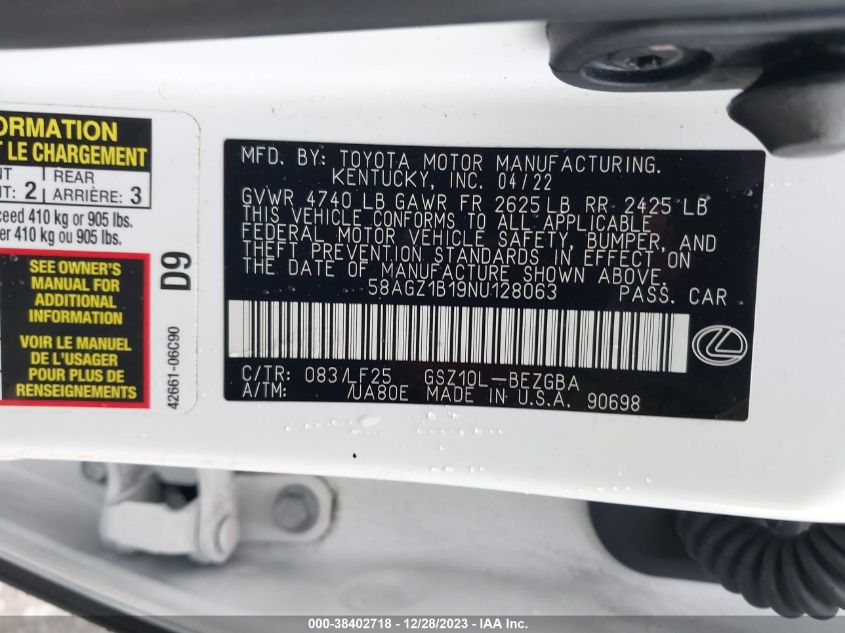 ORMATION
T LE CHARGEMENT
NT
REAR
NT: 2
ARRIÈRE: 3
ceed 410 kg or 905 lbs.
er 410 kg ou 905 lbs.
SEE OWNER'S
MANUAL FOR
ADDITIONAL
INFORMATION
VOIR LE MANUEL
DE L'USAGER
POUR PLUS DE
RENSEIGNEMENTS
D9
42661-06C90
MFD. BY: TOYOTA MOTOR MANUFACTURING.
KENTUCKY, INC. 04/22
GVWR 4740 LB GAWR FR 2625 LB RR 2425 LB
THIS VEHICLE CONFORMS TO ALL APPLICABLE
FEDERAL MOTOR VEHICLE SAFETY, BUMPER, AND
THEFT PREVENTION STANDARDS IN EFFECT ON
THE DATE OF MANUFACTURE SHOWN ABOVE.
58AGZ1B19NU128063 PASS. CAR
C/TR: 083/LF25 GSZ10L-BEZGBA
A/TM: /UA80E MADE IN U.S.A. 90698
000-38402718 - 12/28/2023 - IAA Inc.